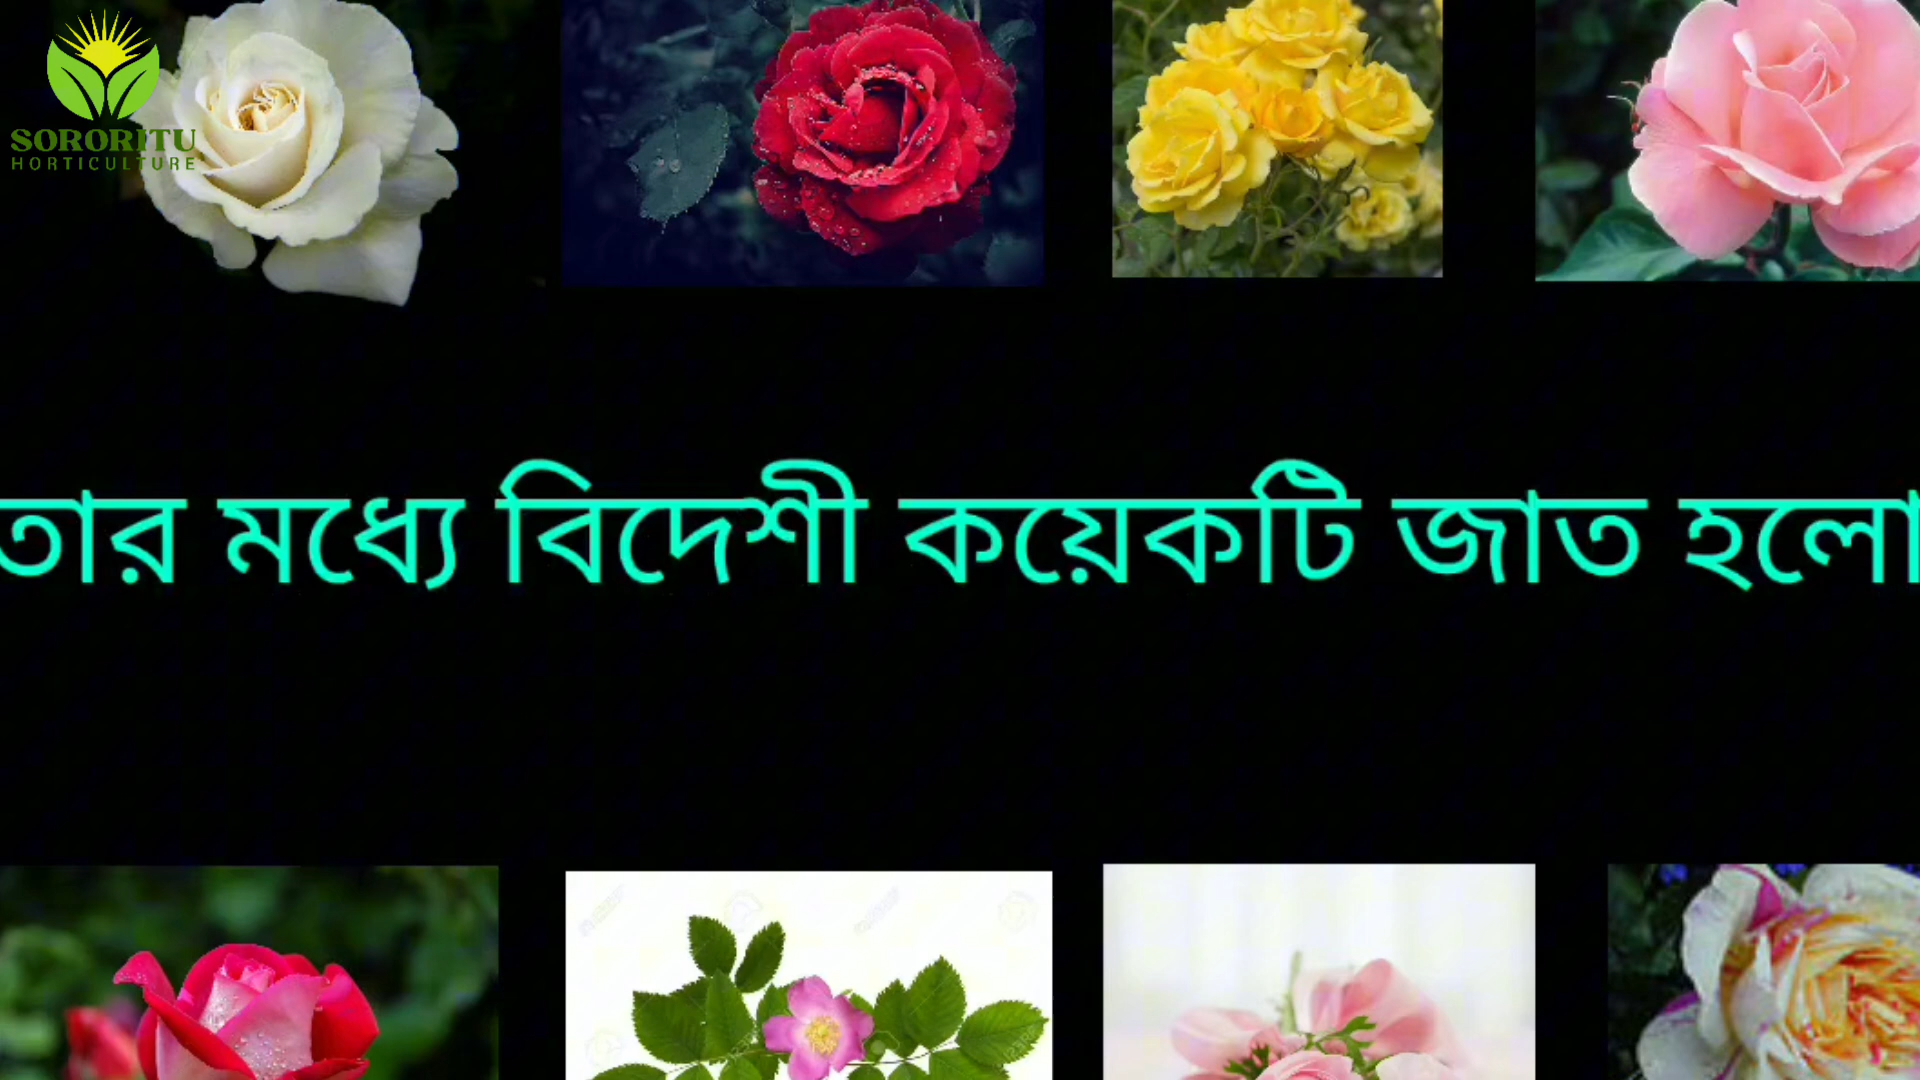 SORORITU
HORTICULTURE
তার মধ্যে বিদেশী কয়েকটি জাত হলো